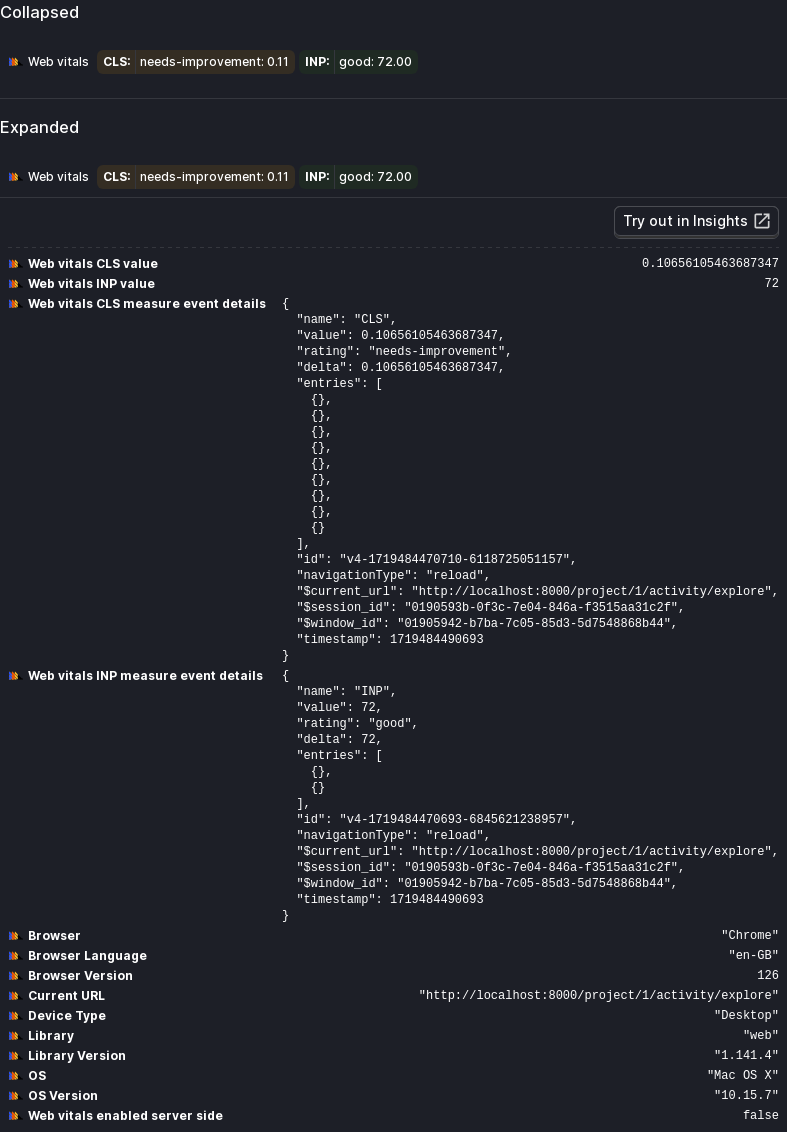 Collapsed
Web vitals CLS: needs-improvement: 0.11 INP: good: 72.00
Expanded
Web vitals CLS: needs-improvement: 0.11 INP: good: 72.00
Try out in Insights
Web vitals CLS value 0.10656105463687347
Web vitals INP value 72
Web vitals CLS measure event details {
"name": "CLS",
"value": 0.10656105463687347,
"rating": "needs-improvement",
"delta": 0.10656105463687347,
"entries": [
{},
{},
{},
{},
{},
{},
{},
{},
{}
],
"id": "v4-1719484470710-6118725051157",
"navigationType": "reload",
"$current_url": "http://localhost:8000/project/1/activity/explore",
"$session_id": "0190593b-0f3c-7e04-846a-f3515aa31c2f",
"$window_id": "01905942-b7ba-7c05-85d3-5d7548868b44",
"timestamp": 1719484490693
}
Web vitals INP measure event details {
"name": "INP",
"value": 72,
"rating": "good",
"delta": 72,
"entries": [
{},
{}
],
"id": "v4-1719484470693-6845621238957",
"navigationType": "reload",
"$current_url": "http://localhost:8000/project/1/activity/explore",
"$session_id": "0190593b-0f3c-7e04-846a-f3515aa31c2f",
"$window_id": "01905942-b7ba-7c05-85d3-5d7548868b44",
"timestamp": 1719484490693
}
Browser "Chrome"
Browser Language "en-GB"
Browser Version 126
Current URL "http://localhost:8000/project/1/activity/explore"
Device Type "Desktop"
Library "web"
Library Version "1.141.4"
OS "Mac OS X"
OS Version "10.15.7"
Web vitals enabled server side false